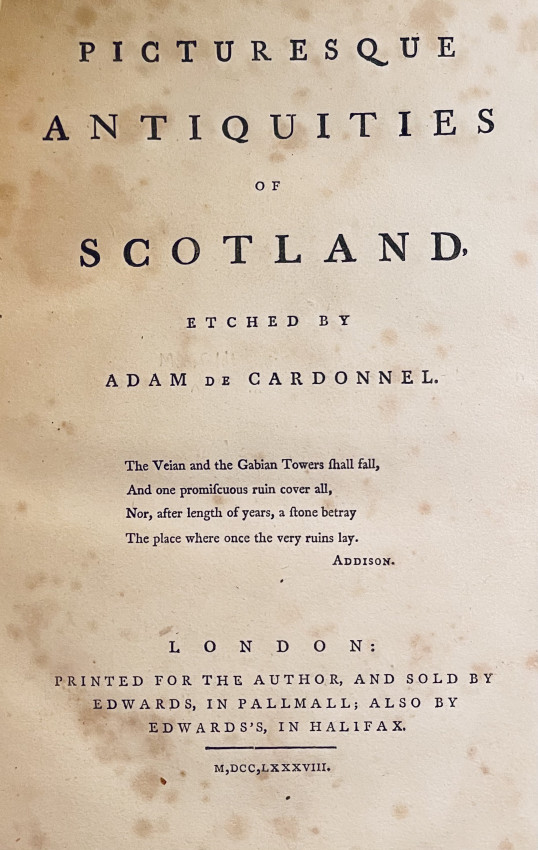 PICTURESQUE
ANTIQUITIES
OF
SCOTLAND,
ETCHED BY
ADAM DE CARDONNEL.
The Veian and the Gabian Towers ſhall fall,
And one promiſcuous ruin cover all,
Nor, after length of years, a ſtone betray
The place where once the very ruins lay.
ADDISON.
LONDON:
PRINTED FOR THE AUTHOR, AND SOLD BY
EDWARDS, IN PALLMALL; ALSO BY
EDWARDS'S, IN HALIFAX.
M,DCC,LXXXVIII.